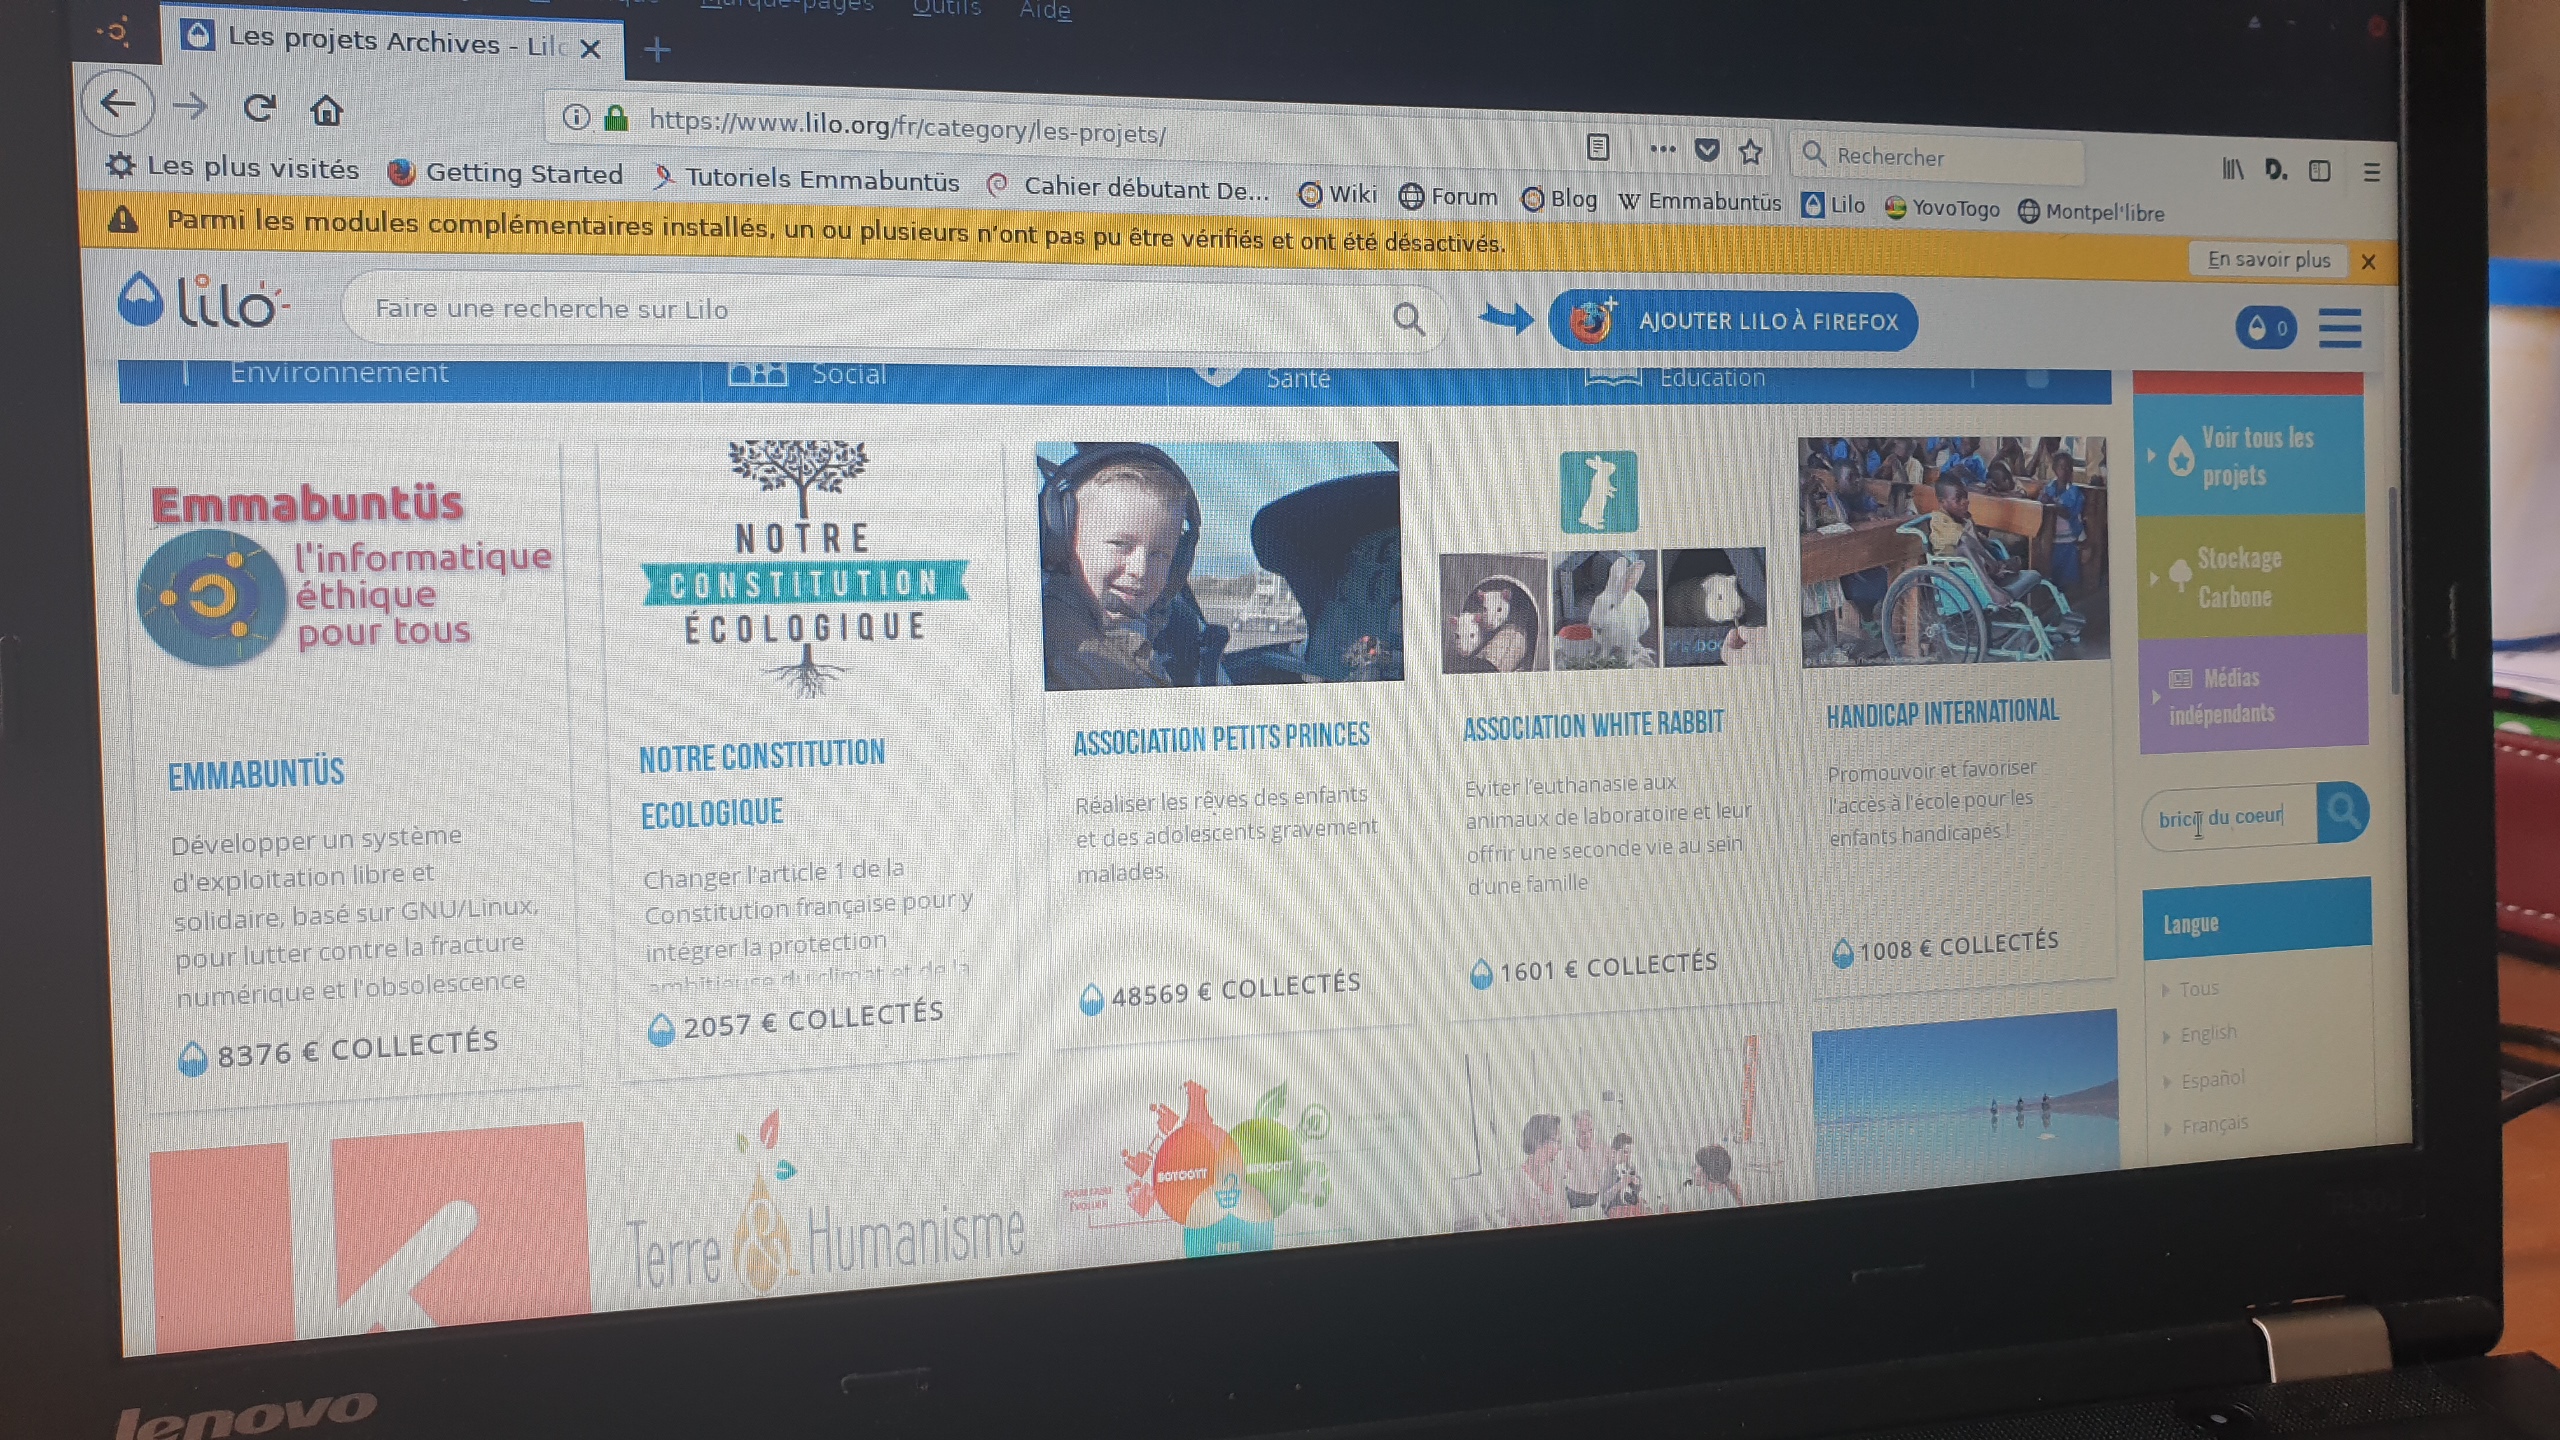 Marque-pages Outils Aide
Les projets Archives - Lilo
https://www.lilo.org/fr/category/les-projets/
Rechercher
Les plus visités Getting Started Tutoriels Emmabuntüs Cahier débutant De... Wiki Forum Blog Emmabuntüs Lilo YovoTogo Montpel'libre
Parmi les modules complémentaires installés, un ou plusieurs n'ont pas pu être vérifiés et ont été désactivés.
En savoir plus
lilo
Faire une recherche sur Lilo
AJOUTER LILO À FIREFOX
0
Environnement Social Santé Education
Emmabuntüs
l'informatique
éthique
pour tous
EMMABUNTÜS
Développer un système
d'exploitation libre et
solidaire, basé sur GNU/Linux,
pour lutter contre la fracture
numérique et l'obsolescence
8376 € COLLECTÉS
NOTRE
CONSTITUTION
ÉCOLOGIQUE
NOTRE CONSTITUTION
ECOLOGIQUE
Changer l'article 1 de la
Constitution française pour y
intégrer la protection
ambitieuse du climat et de la
2057 € COLLECTÉS
ASSOCIATION PETITS PRINCES
Réaliser les rêves des enfants
et des adolescents gravement
malades.
48569 € COLLECTÉS
ASSOCIATION WHITE RABBIT
Eviter l'euthanasie aux
animaux de laboratoire et leur
offrir une seconde vie au sein
d'une famille
1601 € COLLECTÉS
HANDICAP INTERNATIONAL
Promouvoir et favoriser
l'accès à l'école pour les
enfants handicapés !
1008 € COLLECTÉS
Voir tous les
projets
Stockage
Carbone
Médias
indépendants
du coeur
Langue
Tous
English
Español
Français
K
Terre & Humanisme
BOYCOTT
lenovo